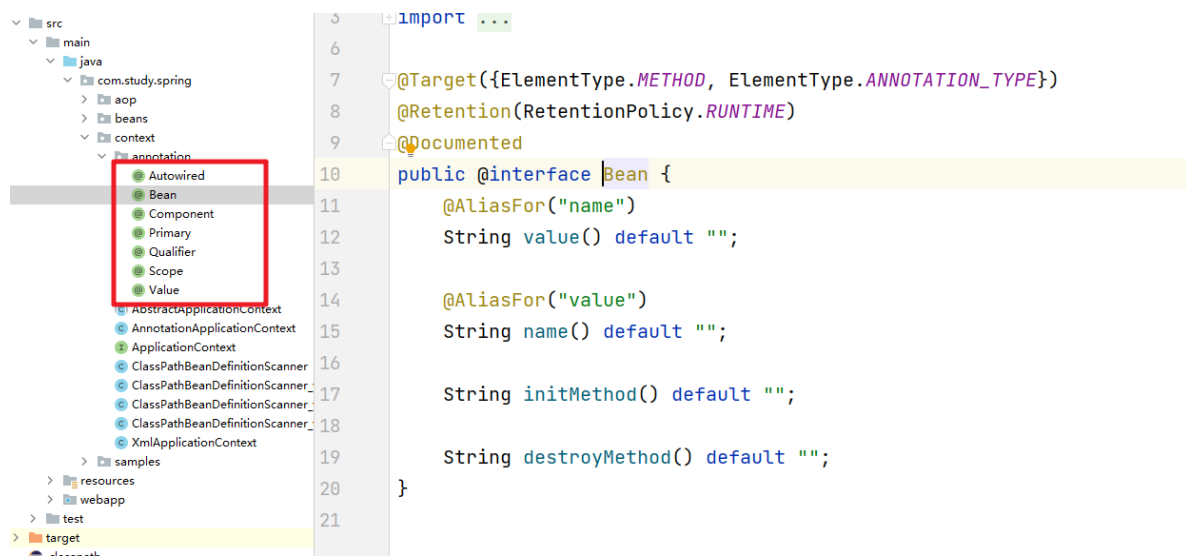 src
main
java
com.study.spring
aop
beans
context
annotation
Autowired
Bean
Component
Primary
Qualifier
Scope
Value
AbstractApplicationContext
AnnotationApplicationContext
ApplicationContext
ClassPathBeanDefinitionScanner
ClassPathBeanDefinitionScanner_
ClassPathBeanDefinitionScanner_
ClassPathBeanDefinitionScanner_
XmlApplicationContext
samples
resources
webapp
test
target
.classpath
3 import ...
6
7 @Target({ElementType.METHOD, ElementType.ANNOTATION_TYPE})
8 @Retention(RetentionPolicy.RUNTIME)
9 @Documented
10 public @interface Bean {
11 @AliasFor("name")
12 String value() default "";
13
14 @AliasFor("value")
15 String name() default "";
16
17 String initMethod() default "";
18
19 String destroyMethod() default "";
20 }
21